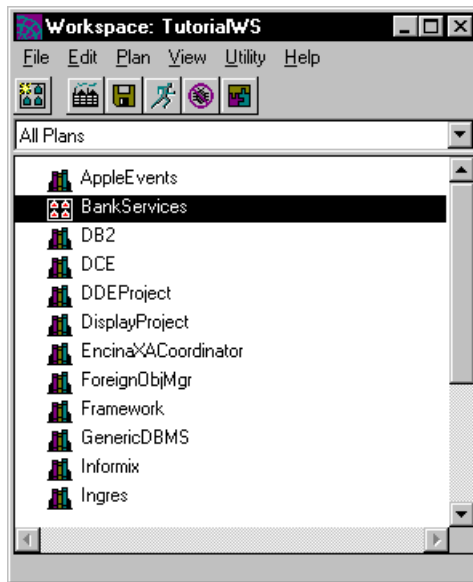 Workspace: TutorialWS
File Edit Plan View Utility Help
All Plans
AppleEvents
BankServices
DB2
DCE
DDEProject
DisplayProject
EncinaXACoordinator
ForeignObjMgr
Framework
GenericDBMS
Informix
Ingres